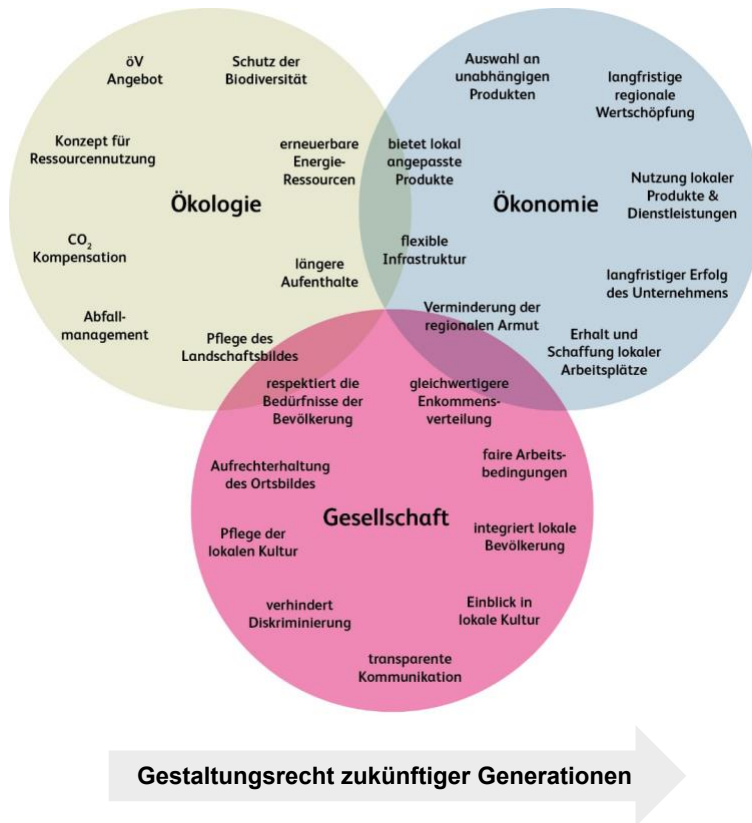 öV
Angebot
Schutz der
Biodiversität
Konzept für
Ressourcennutzung
erneuerbare
Energie-
Ressourcen
Ökologie
CO₂
Kompensation
längere
Aufenthalte
Abfall-
management
Pflege des
Landschaftsbildes
Auswahl an
unabhängigen
Produkten
langfristige
regionale
Wertschöpfung
bietet lokal
angepasste
Produkte
Ökonomie
Nutzung lokaler
Produkte &
Dienstleistungen
flexible
Infrastruktur
langfristiger Erfolg
des Unternehmens
Verminderung der
regionalen Armut
Erhalt und
Schaffung lokaler
Arbeitsplätze
respektiert die
Bedürfnisse der
Bevölkerung
gleichwertigere
Enkommens-
verteilung
Aufrechterhaltung
des Ortsbildes
faire Arbeits-
bedingungen
Gesellschaft
Pflege der
lokalen Kultur
integriert lokale
Bevölkerung
verhindert
Diskriminierung
Einblick in
lokale Kultur
transparente
Kommunikation
Gestaltungsrecht zukünftiger Generationen